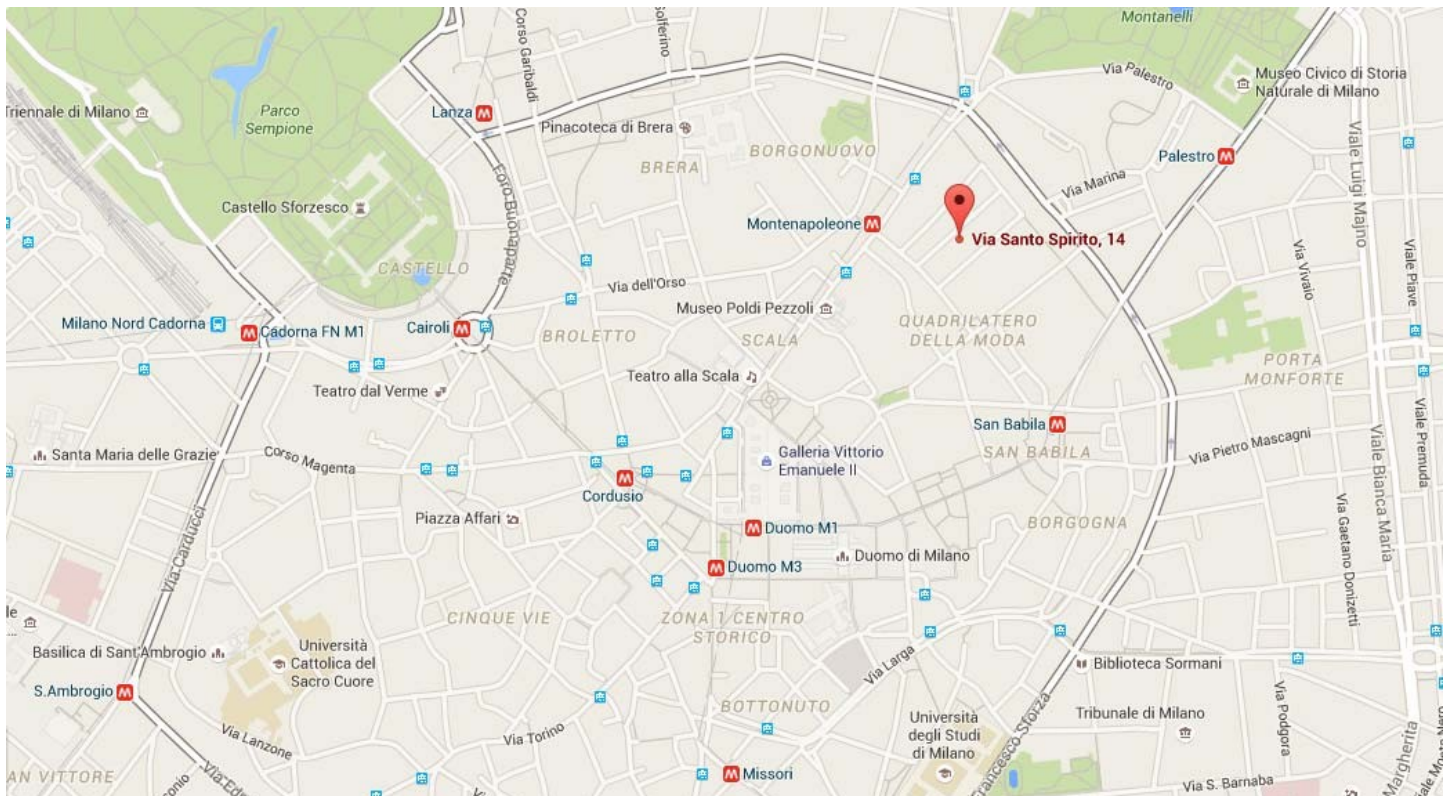 Montanelli
Corso Garibaldi
Solferino
Via Palestro
Museo Civico di Storia
Naturale di Milano
Triennale di Milano
Parco
Sempione
Lanza
Pinacoteca di Brera
BRERA
BORGONUOVO
Palestro
Viale Luigi Majno
Via Marina
Castello Sforzesco
Foro Buonaparte
Montenapoleone
Via Santo Spirito, 14
CASTELLO
Via dell'Orso
Via Vivaio
Viale Piave
Milano Nord Cadorna
Cadorna FN M1
Cairoli
BROLETTO
Museo Poldi Pezzoli
SCALA
QUADRILATERO
DELLA MODA
PORTA
MONFORTE
Teatro dal Verme
Teatro alla Scala
San Babila
SAN BABILA
Via Pietro Mascagni
Viale Bianca Maria
Viale Premuda
Santa Maria delle Grazie
Corso Magenta
Galleria Vittorio
Emanuele II
Cordusio
Piazza Affari
Duomo M1
BORGOGNA
Via Gaetano Donizetti
Via Carducci
Duomo M3
Duomo di Milano
CINQUE VIE
ZONA 1 CENTRO
STORICO
Basilica di Sant'Ambrogio
Università
Cattolica del
Sacro Cuore
Via Larga
Biblioteca Sormani
S.Ambrogio
BOTTONUTO
Università
degli Studi
di Milano
Francesco Sforza
Tribunale di Milano
Via Podgora
Via Lanzone
Via Torino
Missori
AN VITTORE
Via S. Barnaba
Margherita